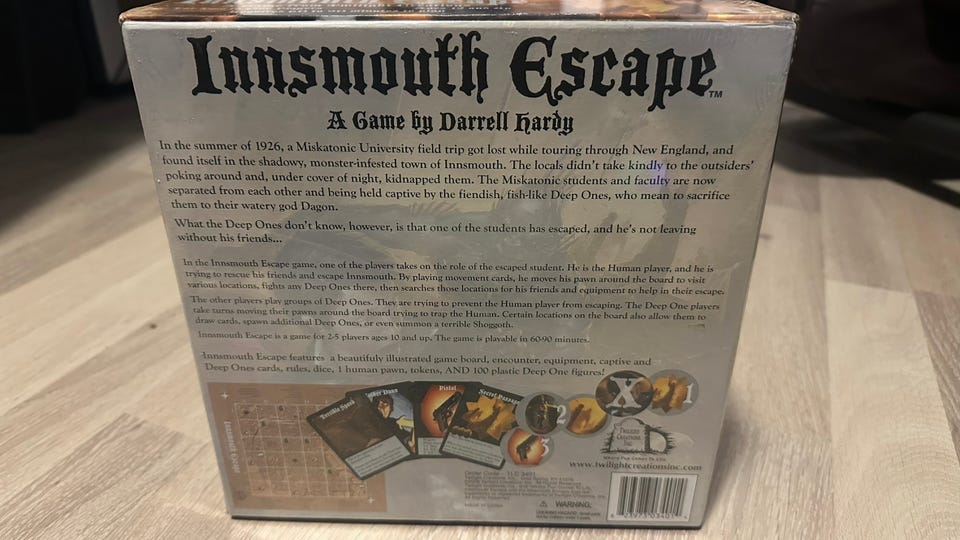 Innsmouth Escape™
A Game by Darrell Hardy
In the summer of 1926, a Miskatonic University field trip got lost while touring through New England, and
found itself in the shadowy, monster-infested town of Innsmouth. The locals didn't take kindly to the outsiders'
poking around and, under cover of night, kidnapped them. The Miskatonic students and faculty are now
separated from each other and being held captive by the fiendish, fish-like Deep Ones, who mean to sacrifice
them to their watery god Dagon.
What the Deep Ones don't know, however, is that one of the students has escaped, and he's not leaving
without his friends...
In the Innsmouth Escape game, one of the players takes on the role of the escaped student. He is the Human player, and he is
trying to rescue his friends and escape Innsmouth. By playing movement cards, he moves his pawn around the board to visit
various locations, fights any Deep Ones there, then searches those locations for his friends and equipment to help in their escape.
The other players play groups of Deep Ones. They are trying to prevent the Human player from escaping. The Deep One players
take turns moving their pawns around the board trying to trap the Human. Certain locations on the board also allow them to
draw cards, spawn additional Deep Ones, or even summon a terrible Shoggoth.
Innsmouth Escape is a game for 2-5 players ages 10 and up. The game is playable in 60-90 minutes.
Innsmouth Escape features a beautifuly illustrated game board, encounter, equipment, captive and
Deep Ones cards, rules, dice, 1 human pawn, tokens, AND 100 plastic Deep One figures!
Terrible Speed
Pistol
Secret Passage
2
X
1
3
Innsmouth Escape
Twilight
Creations
Inc.
www.twilightcreationsinc.com
WARNING: